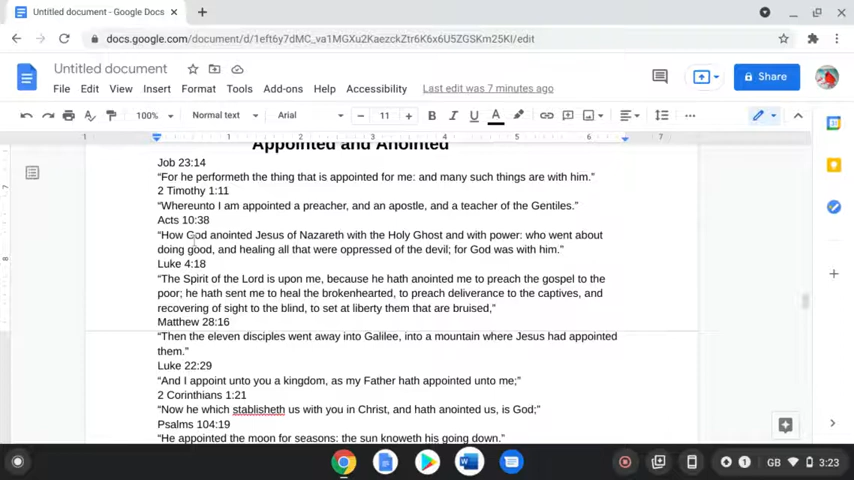 Untitled document
docs.google.com/document/d/1eft6y7dMC_va1MGXu2KaezckZtr6K6x6U5ZGSKm25KI/edit
Untitled document
File Edit View Insert Format Tools Add-ons Help Accessibility Last edit was 7 minutes ago
Share
100% Normal text Arial 11 B I U A
1 1 2 3 4 5 6 7
Appointed and Anointed
Job 23:14
“For he performeth the thing that is appointed for me: and many such things are with him.”
2 Timothy 1:11
“Whereunto I am appointed a preacher, and an apostle, and a teacher of the Gentiles.”
Acts 10:38
“How God anointed Jesus of Nazareth with the Holy Ghost and with power: who went about
doing good, and healing all that were oppressed of the devil; for God was with him.”
Luke 4:18
“The Spirit of the Lord is upon me, because he hath anointed me to preach the gospel to the
poor; he hath sent me to heal the brokenhearted, to preach deliverance to the captives, and
recovering of sight to the blind, to set at liberty them that are bruised,”
Matthew 28:16
“Then the eleven disciples went away into Galilee, into a mountain where Jesus had appointed
them.”
Luke 22:29
“And I appoint unto you a kingdom, as my Father hath appointed unto me;”
2 Corinthians 1:21
“Now he which stablisheth us with you in Christ, and hath anointed us, is God;”
Psalms 104:19
“He appointed the moon for seasons: the sun knoweth his going down.”
7
8
31
1 GB 3:23